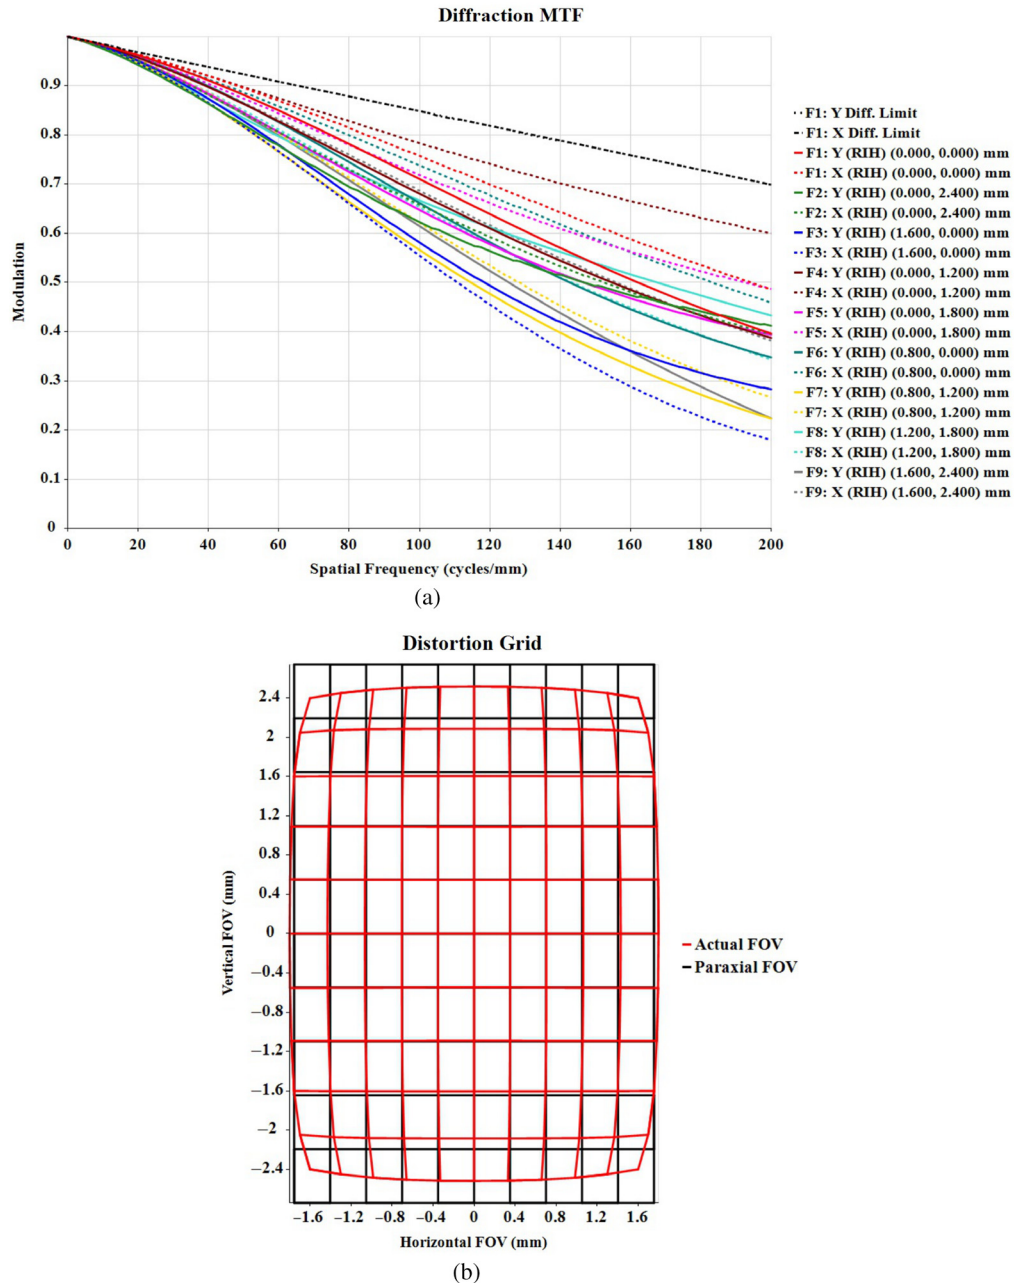 Diffraction MTF
0.9
0.8
0.7
0.6
0.5
0.4
0.3
0.2
0.1
0
Modulation
0 20 40 60 80 100 120 140 160 180 200
Spatial Frequency (cycles/mm)
F1: Y Diff. Limit
F1: X Diff. Limit
F1: Y (RIH) (0.000, 0.000) mm
F1: X (RIH) (0.000, 0.000) mm
F2: Y (RIH) (0.000, 2.400) mm
F2: X (RIH) (0.000, 2.400) mm
F3: Y (RIH) (1.600, 0.000) mm
F3: X (RIH) (1.600, 0.000) mm
F4: Y (RIH) (0.000, 1.200) mm
F4: X (RIH) (0.000, 1.200) mm
F5: Y (RIH) (0.000, 1.800) mm
F5: X (RIH) (0.000, 1.800) mm
F6: Y (RIH) (0.800, 0.000) mm
F6: X (RIH) (0.800, 0.000) mm
F7: Y (RIH) (0.800, 1.200) mm
F7: X (RIH) (0.800, 1.200) mm
F8: Y (RIH) (1.200, 1.800) mm
F8: X (RIH) (1.200, 1.800) mm
F9: Y (RIH) (1.600, 2.400) mm
F9: X (RIH) (1.600, 2.400) mm
(a)
Distortion Grid
2.4
2
1.6
1.2
0.8
0.4
0
−0.4
−0.8
−1.2
−1.6
−2
−2.4
Vertical FOV (mm)
−1.6 −1.2 −0.8 −0.4 0 0.4 0.8 1.2 1.6
Horizontal FOV (mm)
Actual FOV
Paraxial FOV
(b)